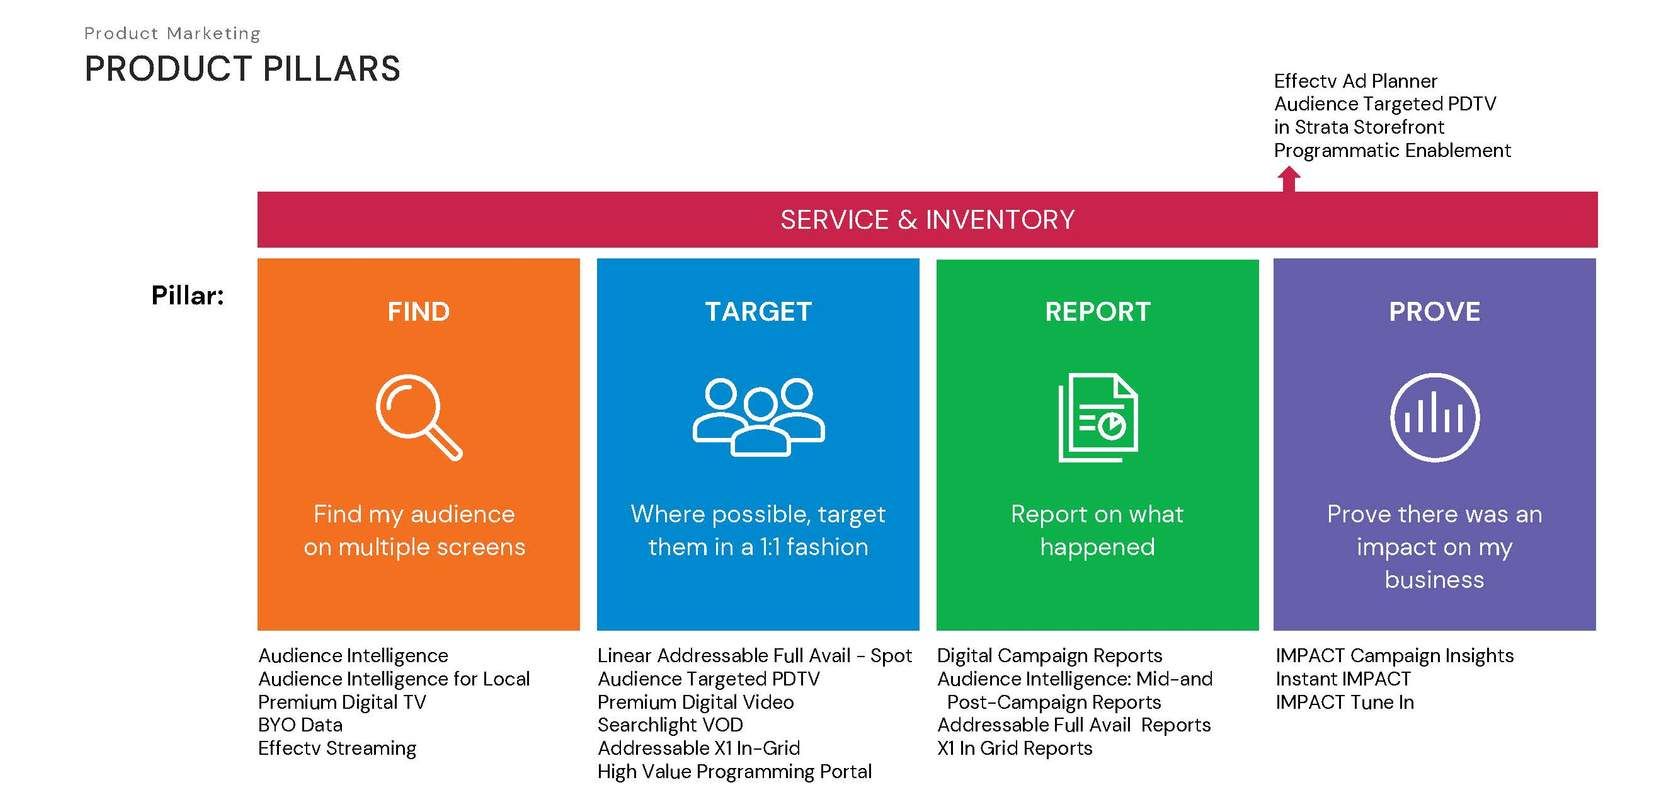 Product Marketing
PRODUCT PILLARS
Effectv Ad Planner
Audience Targeted PDTV
in Strata Storefront
Programmatic Enablement
SERVICE & INVENTORY
Pillar:
FIND
Find my audience
on multiple screens
Audience Intelligence
Audience Intelligence for Local
Premium Digital TV
BYO Data
Effectv Streaming
TARGET
Where possible, target
them in a 1:1 fashion
Linear Addressable Full Avail - Spot
Audience Targeted PDTV
Premium Digital Video
Searchlight VOD
Addressable X1 In-Grid
High Value Programming Portal
REPORT
Report on what
happened
Digital Campaign Reports
Audience Intelligence: Mid-and
Post-Campaign Reports
Addressable Full Avail  Reports
X1 In Grid Reports
PROVE
Prove there was an
impact on my
business
IMPACT Campaign Insights
Instant IMPACT
IMPACT Tune In